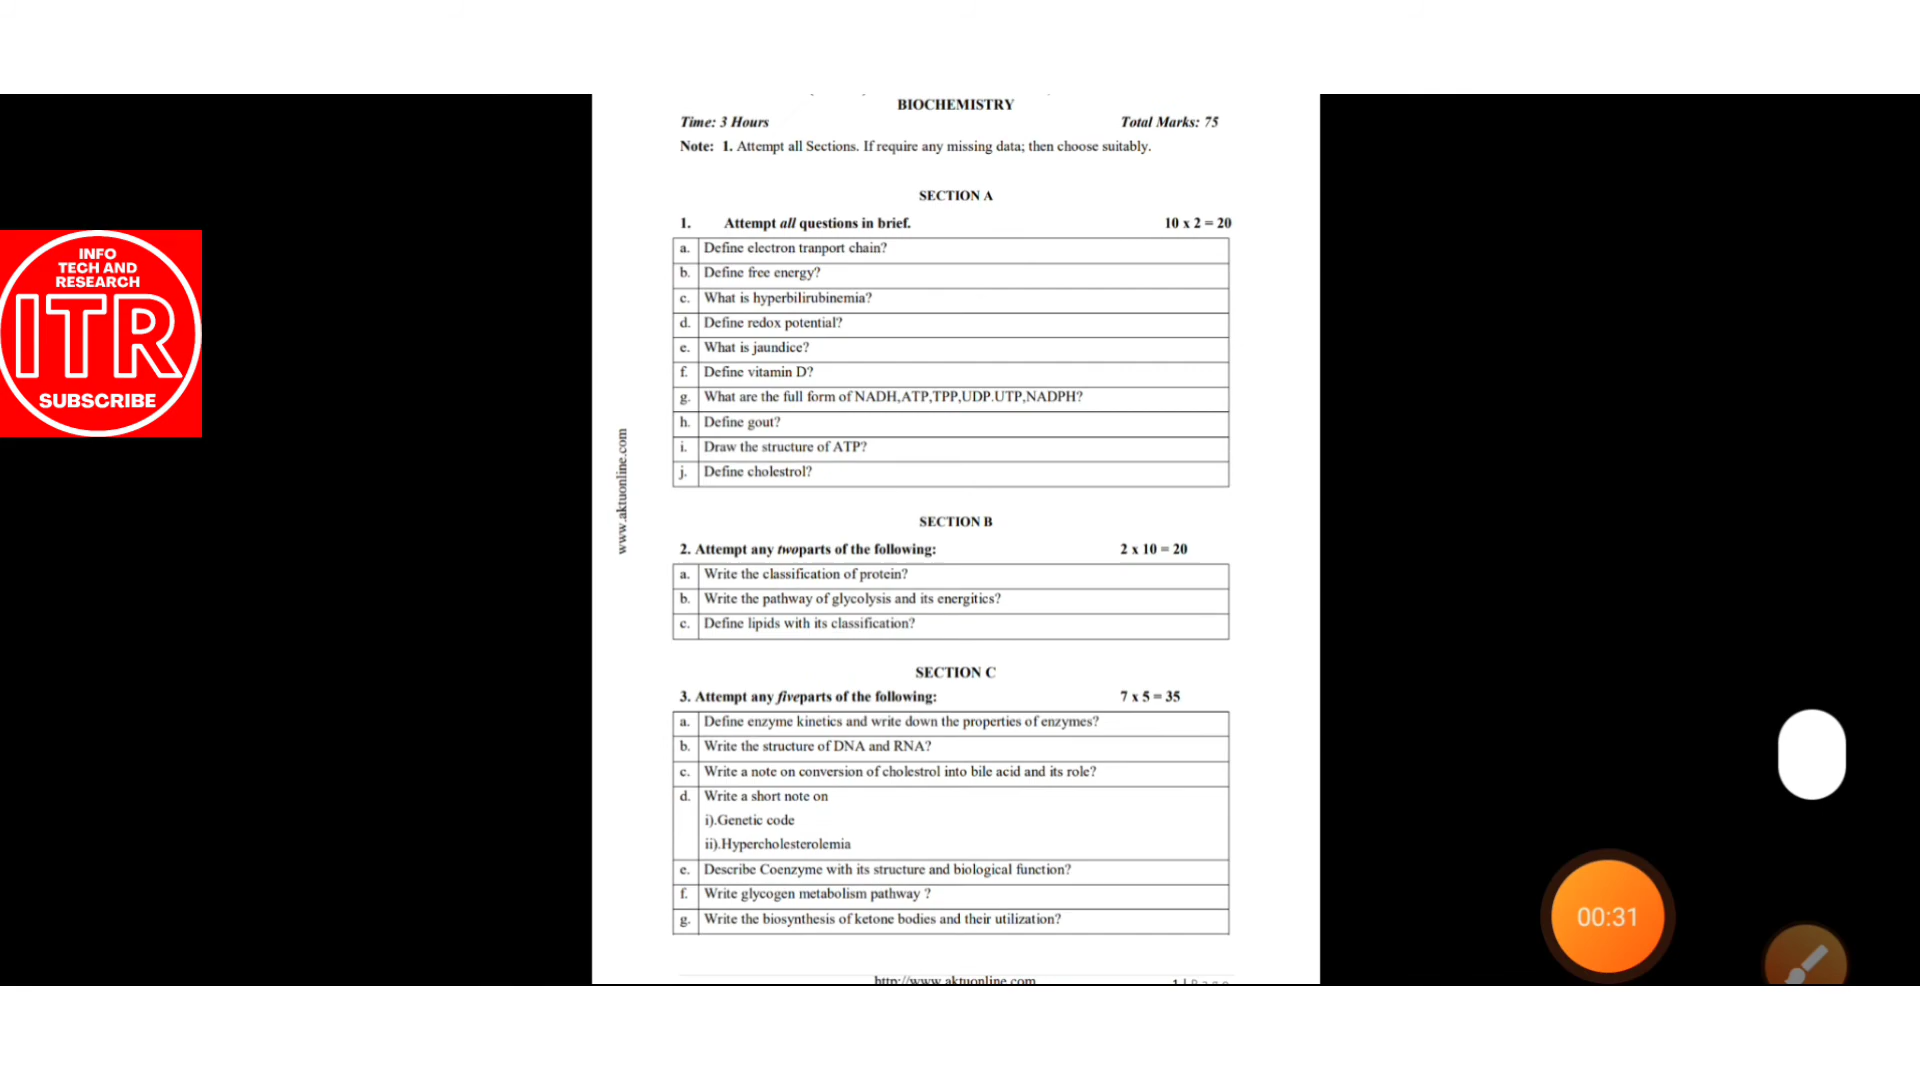 BIOCHEMISTRY
Time: 3 Hours Total Marks: 75
Note: 1. Attempt all Sections. If require any missing data; then choose suitably.
SECTION A
1. Attempt all questions in brief. 10 x 2 = 20
a. Define electron tranport chain?
b. Define free energy?
c. What is hyperbilirubinemia?
d. Define redox potential?
e. What is jaundice?
f. Define vitamin D?
g. What are the full form of NADH,ATP,TPP,UDP.UTP,NADPH?
h. Define gout?
i. Draw the structure of ATP?
j. Define cholestrol?
SECTION B
2. Attempt any twoparts of the following: 2 x 10 = 20
a. Write the classification of protein?
b. Write the pathway of glycolysis and its energitics?
c. Define lipids with its classification?
SECTION C
3. Attempt any fiveparts of the following: 7 x 5 = 35
a. Define enzyme kinetics and write down the properties of enzymes?
b. Write the structure of DNA and RNA?
c. Write a note on conversion of cholestrol into bile acid and its role?
d. Write a short note on
i).Genetic code
ii).Hypercholesterolemia
e. Describe Coenzyme with its structure and biological function?
f. Write glycogen metabolism pathway ?
g. Write the biosynthesis of ketone bodies and their utilization?
http://www.aktuonline.com
www.aktuonline.com
INFO
TECH AND
RESEARCH
ITR
SUBSCRIBE
00:31